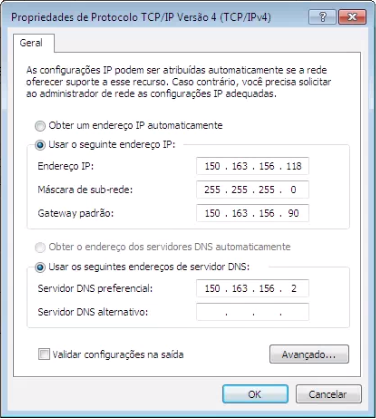 Propriedades de Protocolo TCP/IP Versão 4 (TCP/IPv4)
Geral
As configurações IP podem ser atribuídas automaticamente se a rede
oferecer suporte a esse recurso. Caso contrário, você precisa solicitar
ao administrador de rede as configurações IP adequadas.
Obter um endereço IP automaticamente
Usar o seguinte endereço IP:
Endereço IP: 150 . 163 . 156 . 118
Máscara de sub-rede: 255 . 255 . 255 . 0
Gateway padrão: 150 . 163 . 156 . 90
Obter o endereço dos servidores DNS automaticamente
Usar os seguintes endereços de servidor DNS:
Servidor DNS preferencial: 150 . 163 . 156 . 2
Servidor DNS alternativo: . . .
Validar configurações na saída
Avançado...
OK Cancelar